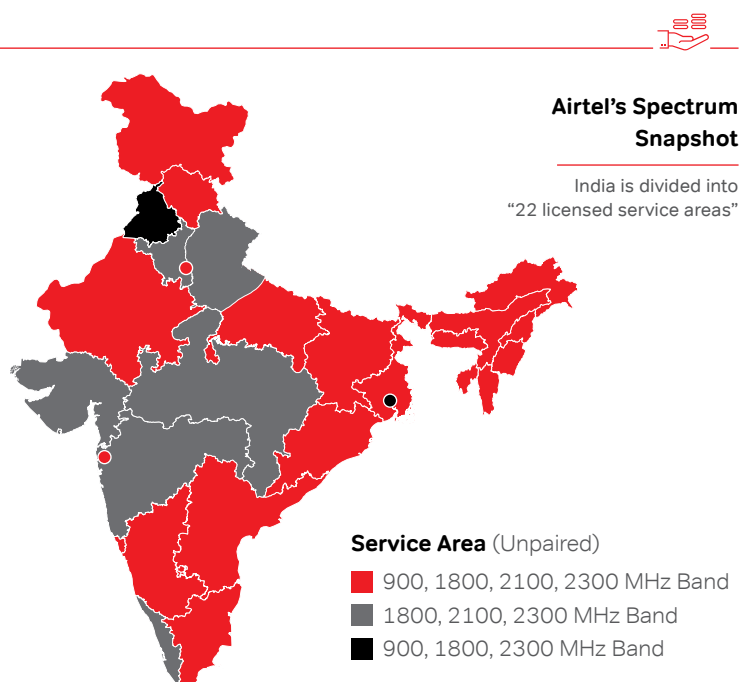 Airtel’s Spectrum
Snapshot
India is divided into
“22 licensed service areas”
Service Area (Unpaired)
900, 1800, 2100, 2300 MHz Band
1800, 2100, 2300 MHz Band
900, 1800, 2300 MHz Band